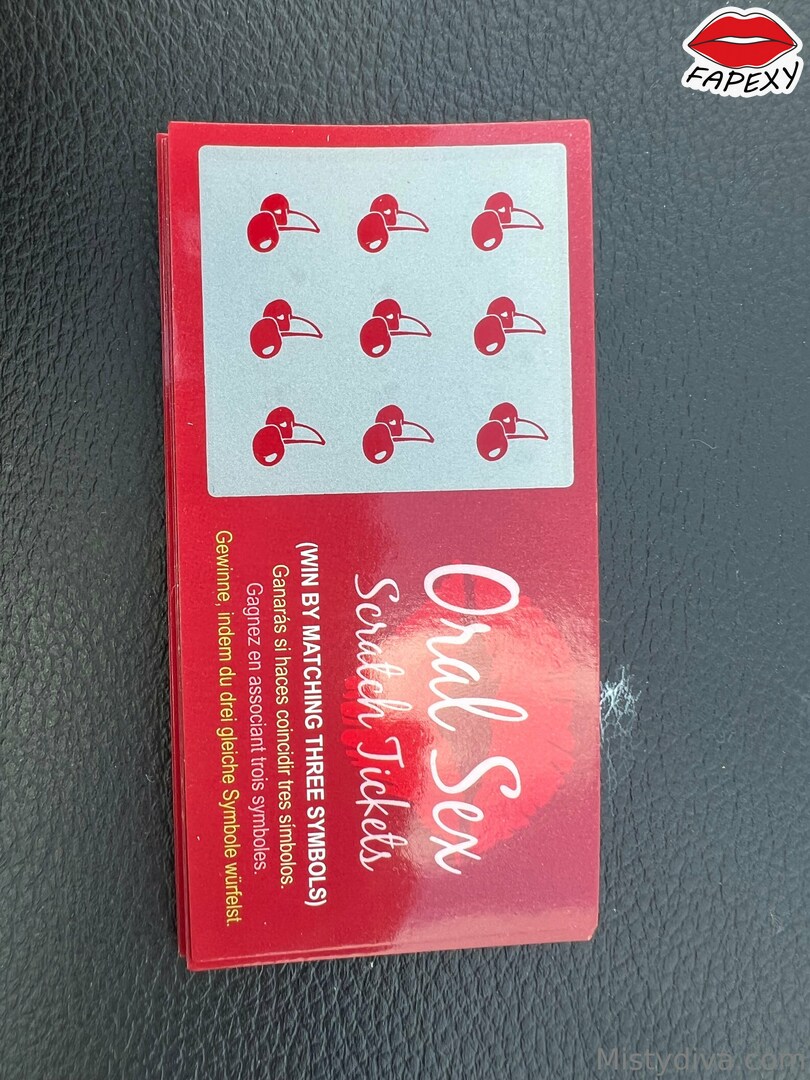 FAPEXY
Oral Sex
Scratch Tickets
(WIN BY MATCHING THREE SYMBOLS)
Ganarás si haces coincidir tres símbolos.
Gagnez en associant trois symboles.
Gewinne, indem du drei gleiche Symbole würfelst.
Mistydiva.com